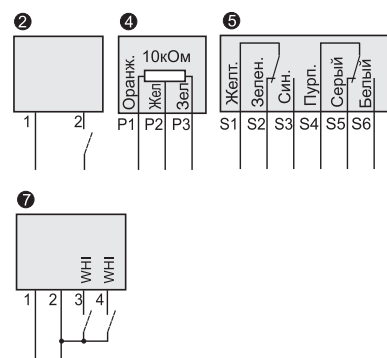 2
1 2
4
10кОм
Оранж. Жел Зел
P1 P2 P3
5
Желт. Зелен. Син. Пурп. Серый Белый
S1 S2 S3 S4 S5 S6
7
WHI WHI
1 2 3 4